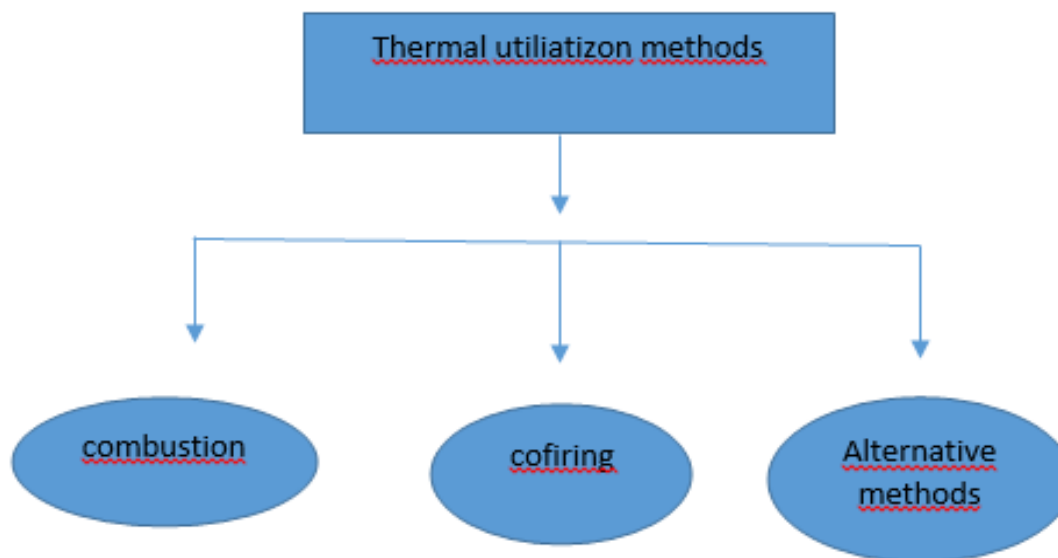 Thermal utiliatizon methods
combustion
cofiring
Alternative
methods